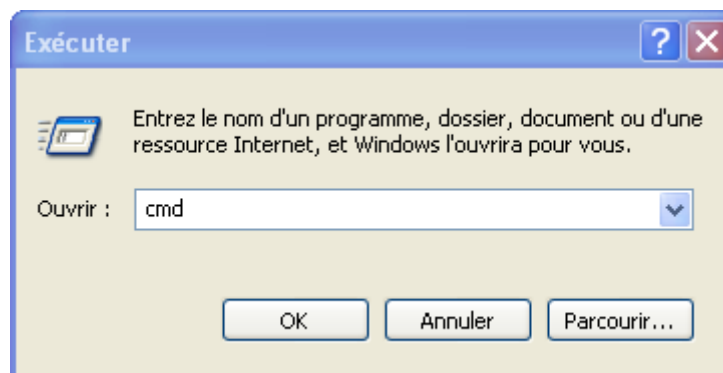 Exécuter
Entrez le nom d'un programme, dossier, document ou d'une
ressource Internet, et Windows l'ouvrira pour vous.
Ouvrir : cmd
OK Annuler Parcourir...